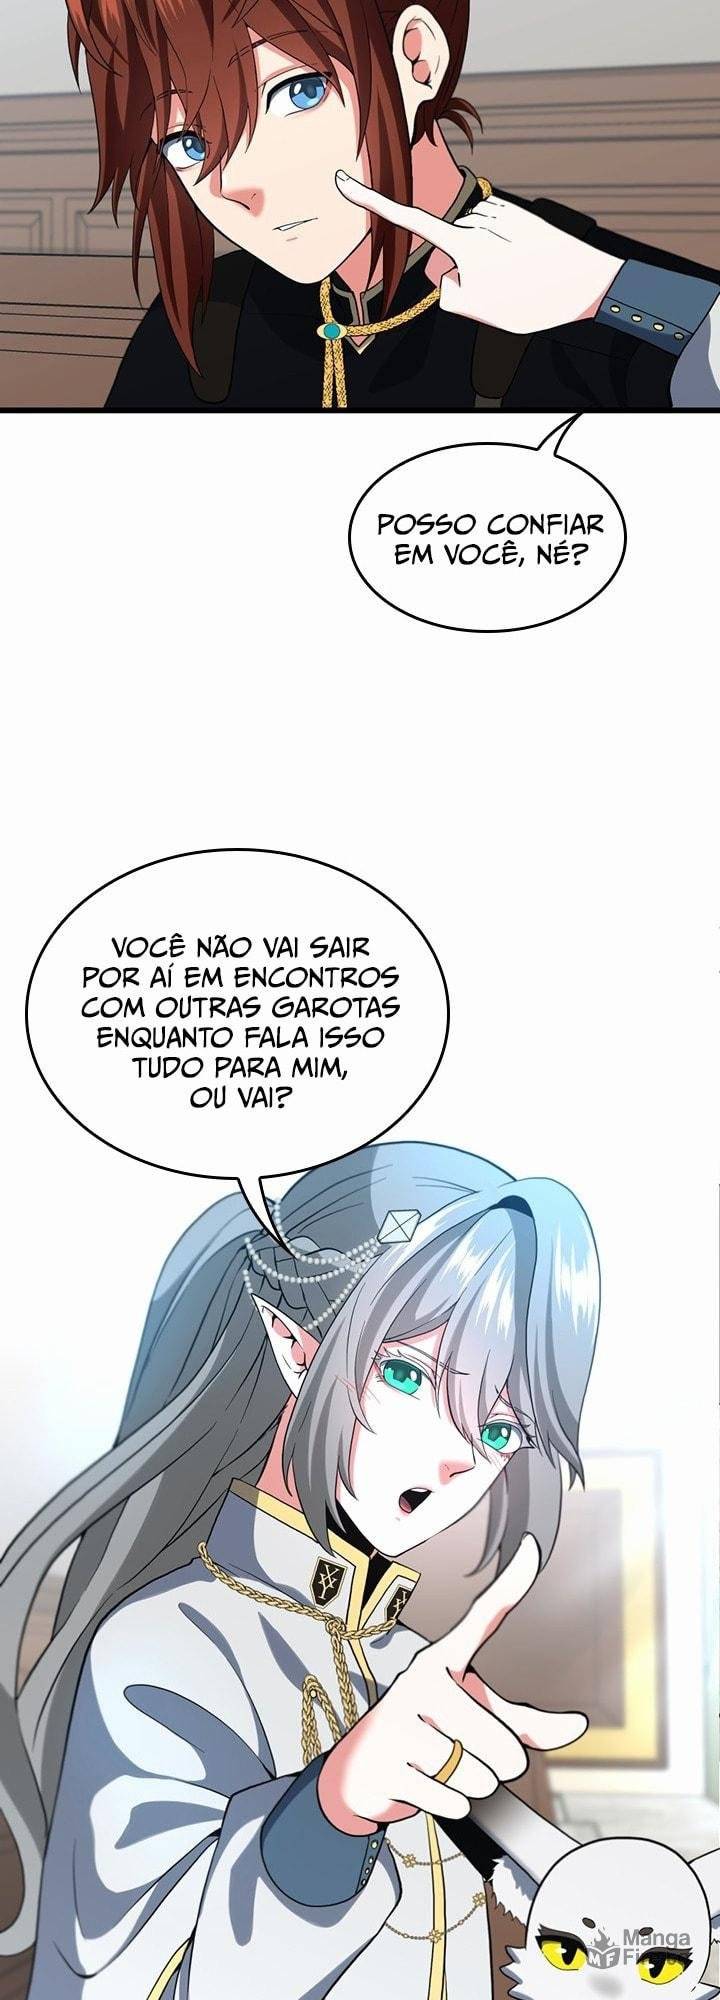 POSSO CONFIAR
EM VOCÊ, NÉ?
VOCÊ NÃO VAI SAIR
POR AÍ EM ENCONTROS
COM OUTRAS GAROTAS
ENQUANTO FALA ISSO
TUDO PARA MIM,
OU VAI?
Manga